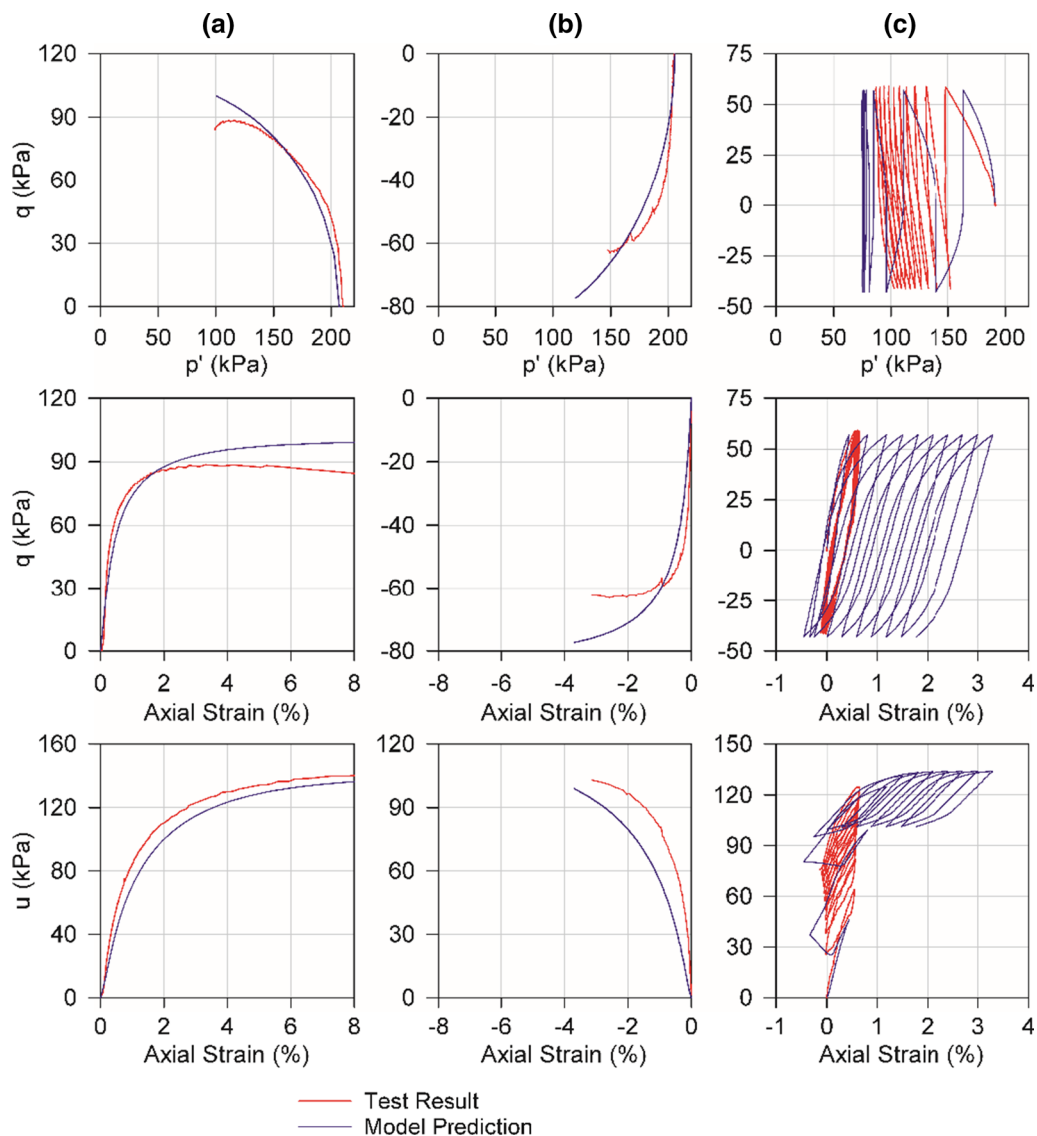 (a) (b) (c)
120
90
60
30
0
q (kPa)
0 50 100 150 200
p' (kPa)
0
-20
-40
-60
-80
0 50 100 150 200
p' (kPa)
75
50
25
0
-25
-50
0 50 100 150 200
p' (kPa)
120
90
60
30
0
q (kPa)
0 2 4 6 8
Axial Strain (%)
0
-20
-40
-60
-80
-8 -6 -4 -2 0
Axial Strain (%)
75
50
25
0
-25
-50
-1 0 1 2 3 4
Axial Strain (%)
160
120
80
40
0
u (kPa)
0 2 4 6 8
Axial Strain (%)
120
90
60
30
0
-8 -6 -4 -2 0
Axial Strain (%)
150
120
90
60
30
0
-1 0 1 2 3 4
Axial Strain (%)
Test Result
Model Prediction